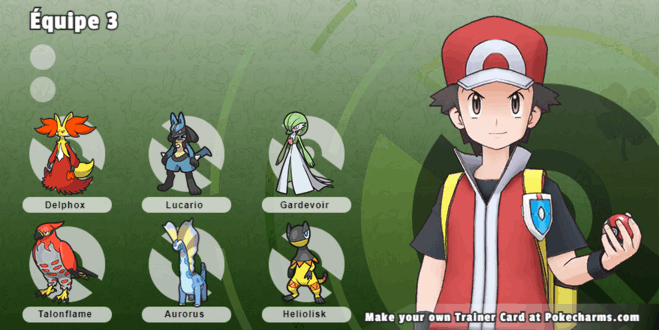 Équipe 3
Delphox
Lucario
Gardevoir
Talonflame
Aurorus
Heliolisk
Make your own Trainer Card at Pokecharms.com